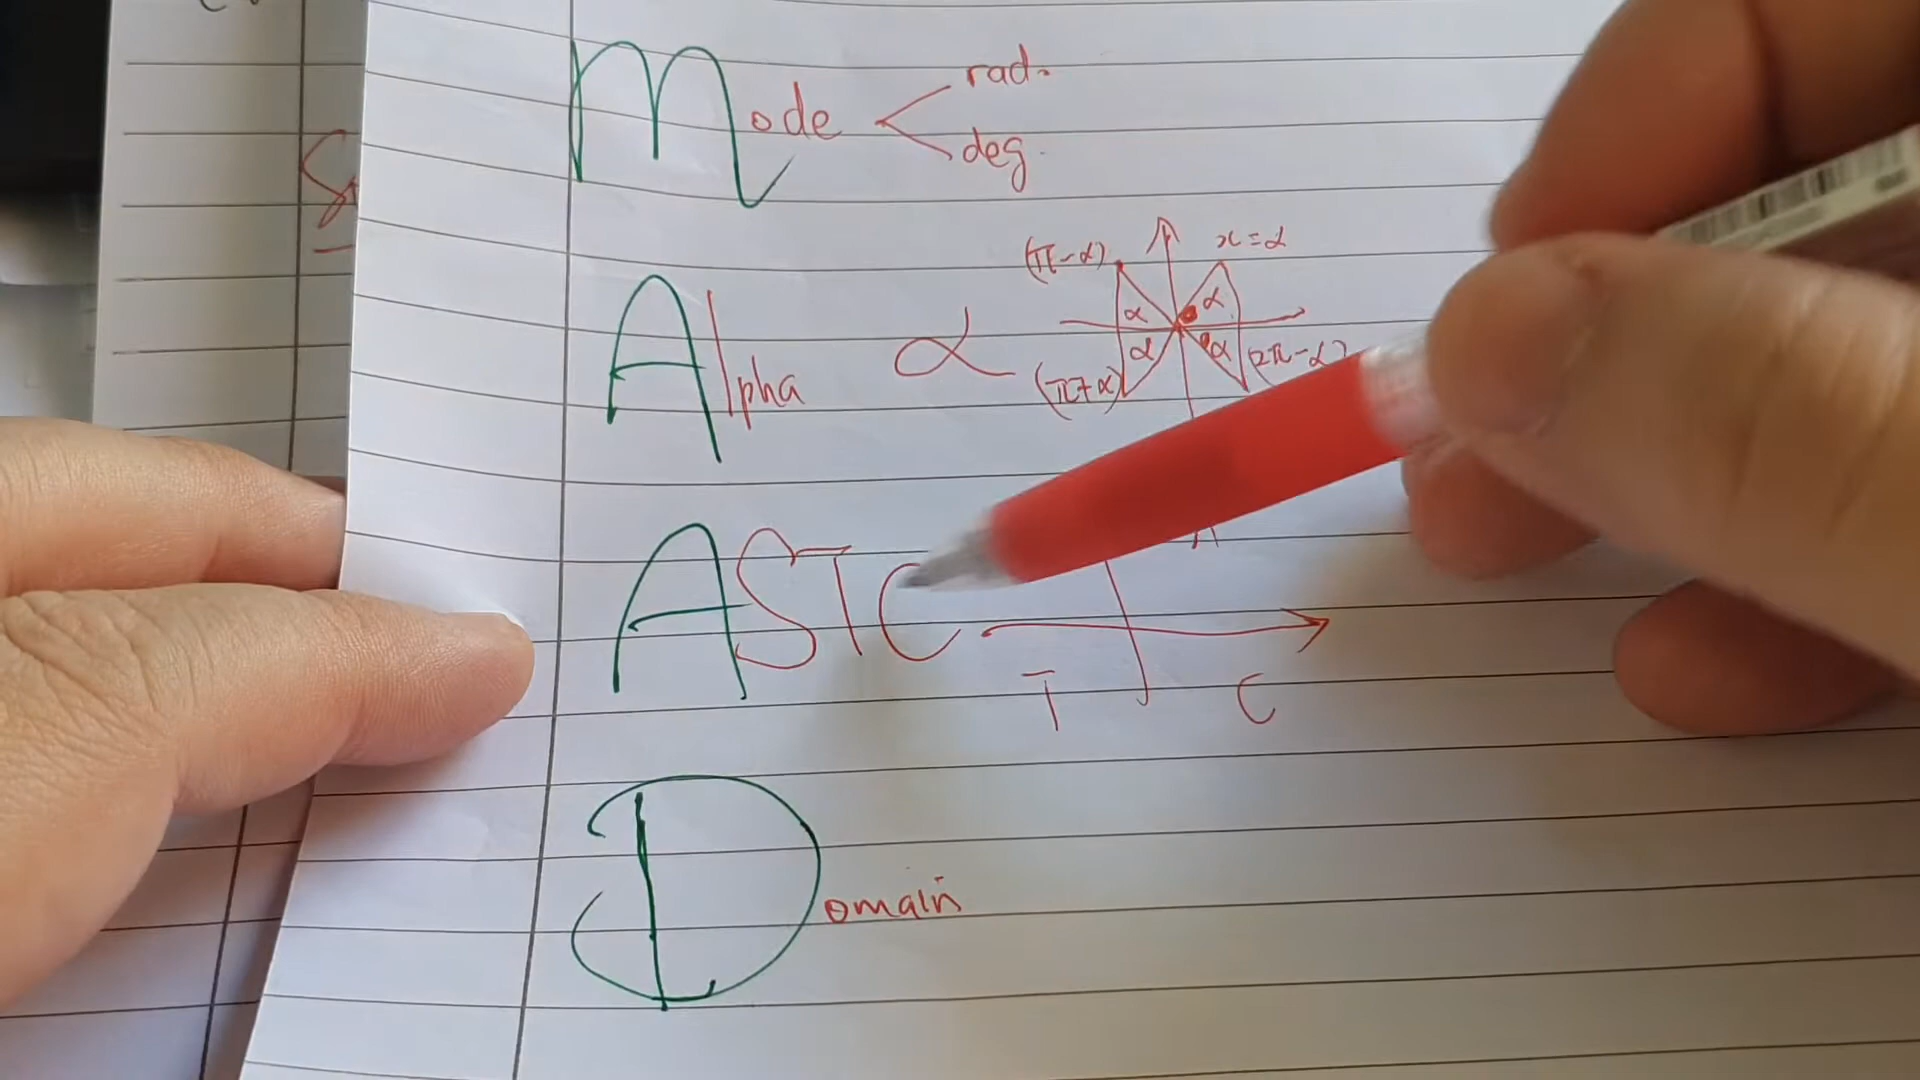 Mode rad.
deg.
(π-α) x=α
α α
Alpha α
α α
(π+α) (2π-α)
ASTC
T C
Domain